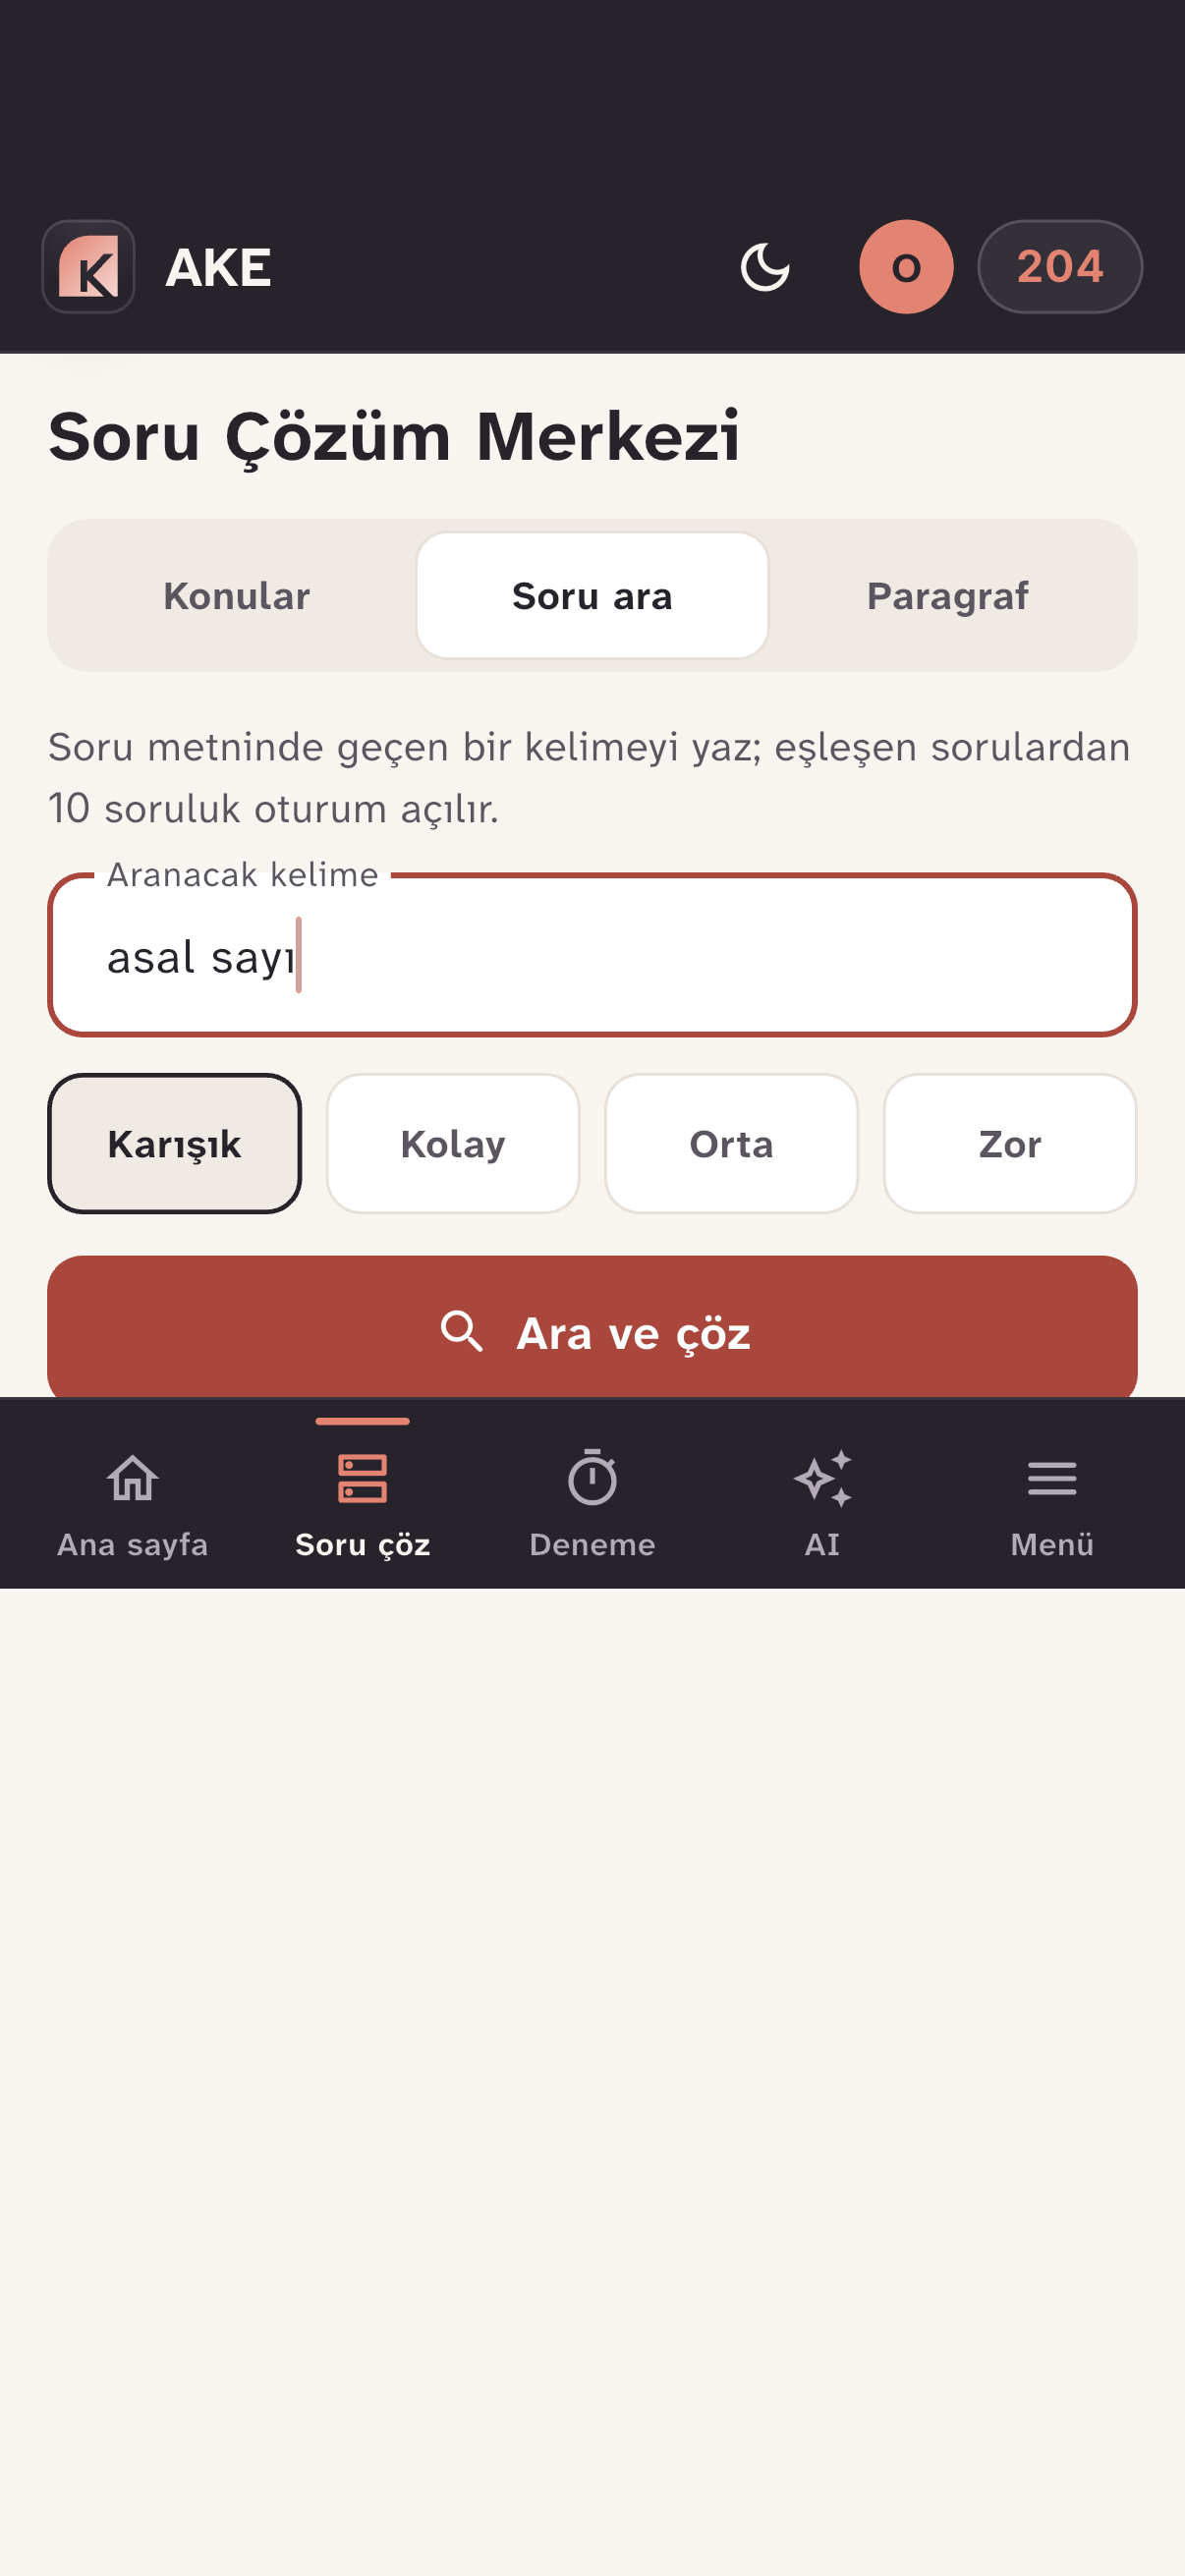 K AKE O 204
Soru Çözüm Merkezi
Konular Soru ara Paragraf
Soru metninde geçen bir kelimeyi yaz; eşleşen sorulardan
10 soruluk oturum açılır.
Aranacak kelime
asal sayı
Karışık Kolay Orta Zor
Ara ve çöz
Ana sayfa Soru çöz Deneme AI Menü